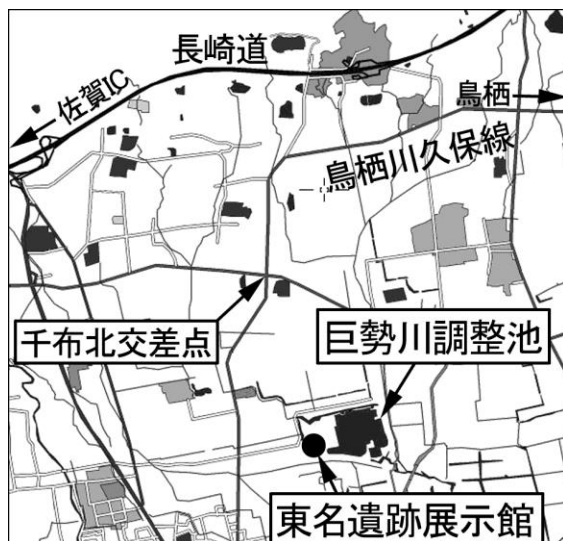 長崎道
佐賀IC
鳥栖
鳥栖川久保線
千布北交差点
巨勢川調整池
東名遺跡展示館